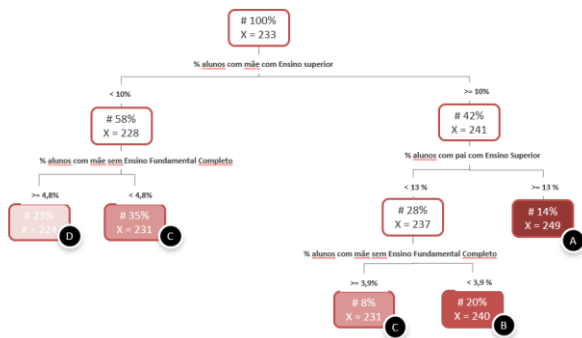 # 100%
X = 233
% alunos com mãe com Ensino superior
< 10%
>= 10%
# 58%
X = 228
# 42%
X = 241
% alunos com mãe sem Ensino Fundamental Completo
% alunos com pai com Ensino Superior
>= 4,8%
< 4,8%
< 13 %
>= 13 %
# 23%
X = 224
D
# 35%
X = 231
C
# 28%
X = 237
# 14%
X = 249
A
% alunos com mãe sem Ensino Fundamental Completo
>= 3,9%
< 3,9 %
# 8%
X = 231
C
# 20%
X = 240
B